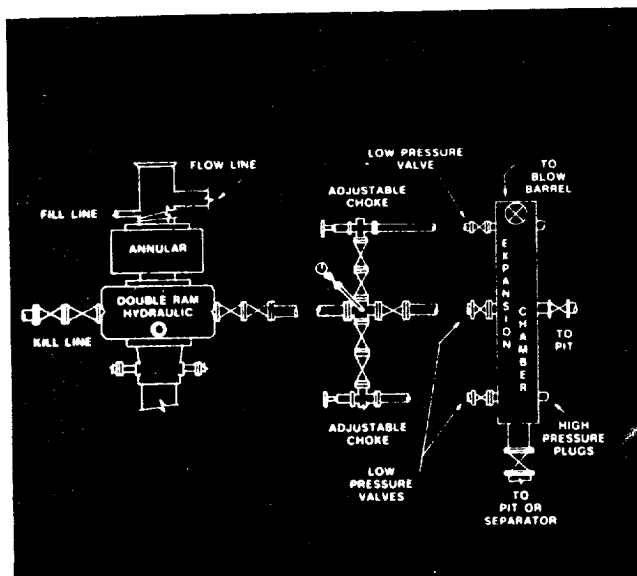 FLOW LINE
FILL LINE
ANNULAR
DOUBLE RAM
HYDRAULIC
KILL LINE
LOW PRESSURE
VALVE
ADJUSTABLE
CHOKE
TO
BLOW
BARREL
EXPANSION
CHAMBER
TO
PIT
ADJUSTABLE
CHOKE
LOW
PRESSURE
VALVES
HIGH
PRESSURE
PLUGS
TO
PIT OR
SEPARATOR